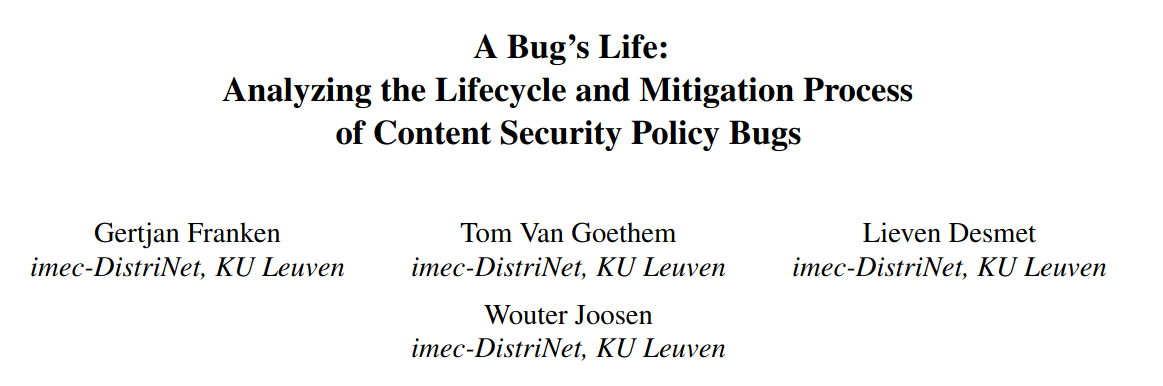 A Bug’s Life:
Analyzing the Lifecycle and Mitigation Process
of Content Security Policy Bugs
Gertjan Franken
imec-DistriNet, KU Leuven
Tom Van Goethem
imec-DistriNet, KU Leuven
Lieven Desmet
imec-DistriNet, KU Leuven
Wouter Joosen
imec-DistriNet, KU Leuven